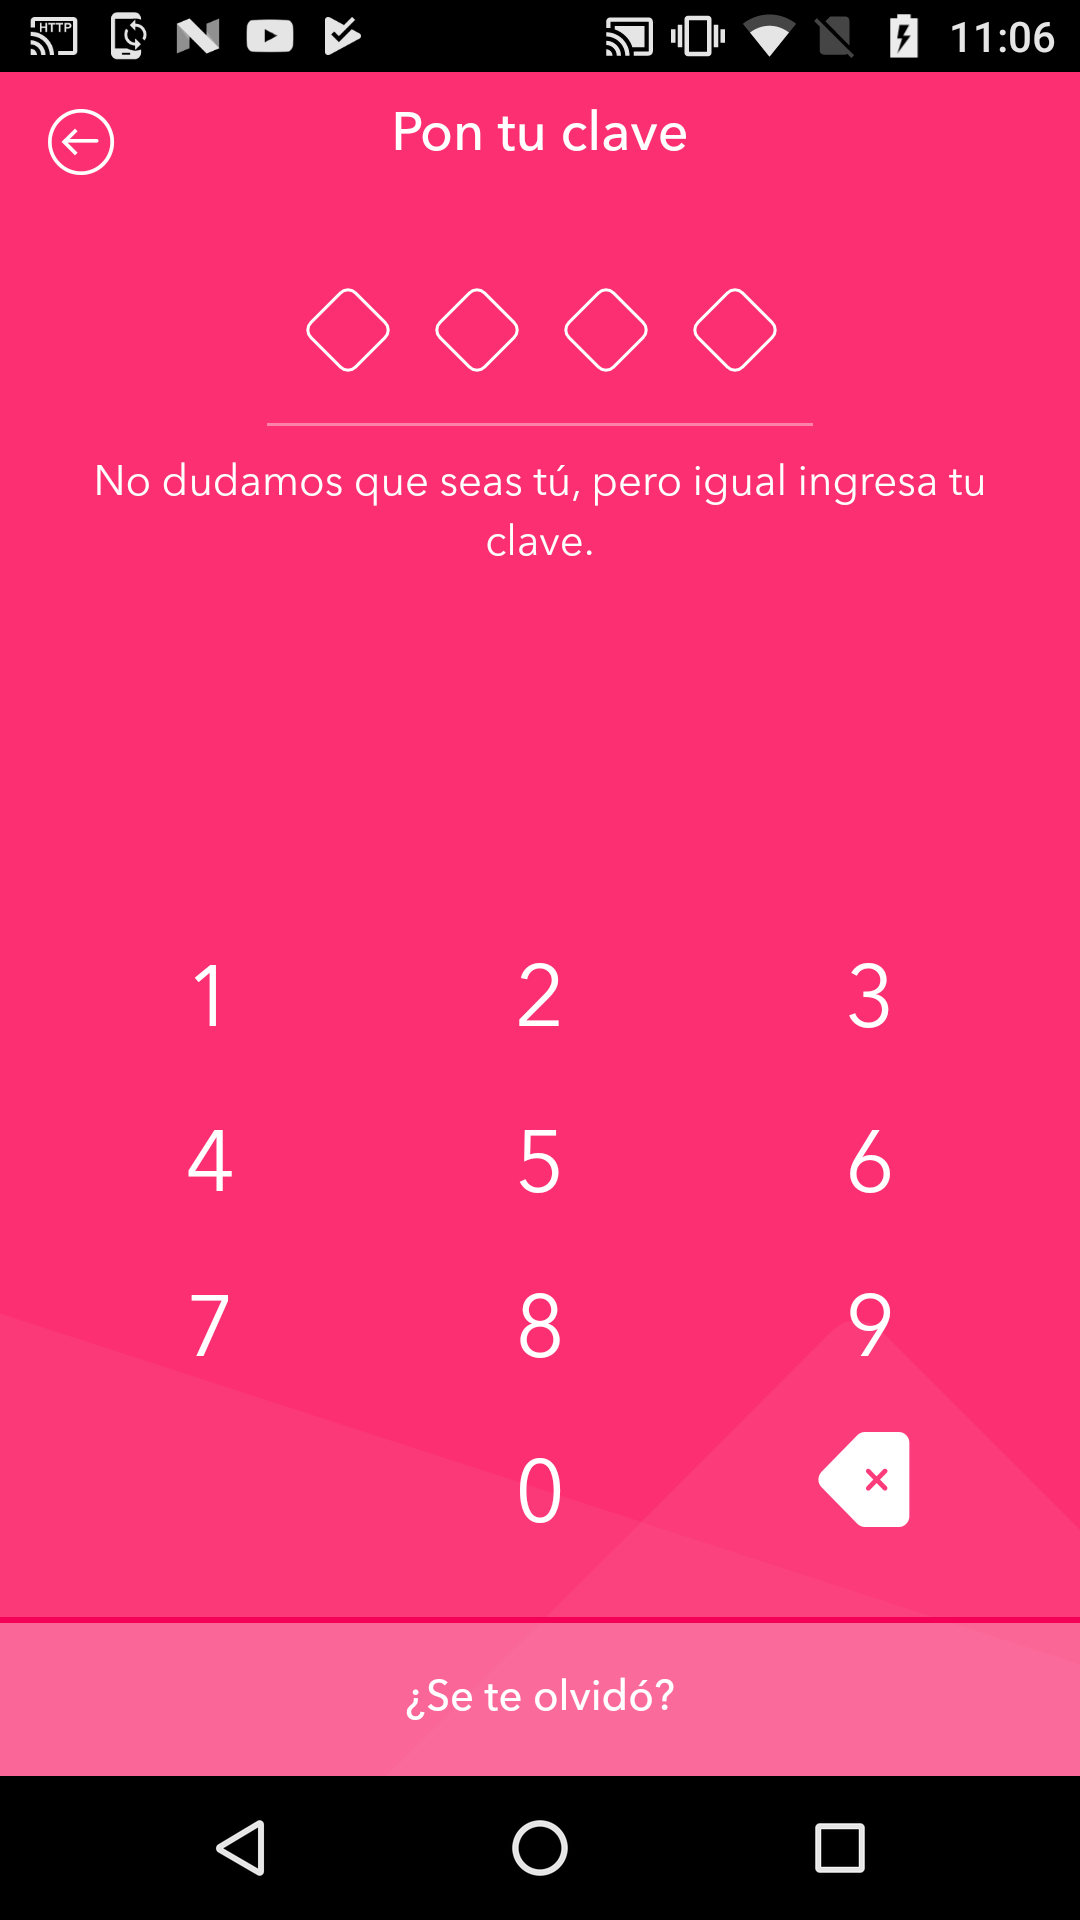 HTTP
11:06
Pon tu clave
No dudamos que seas tú, pero igual ingresa tu
clave.
1 2 3
4 5 6
7 8 9
0
¿Se te olvidó?